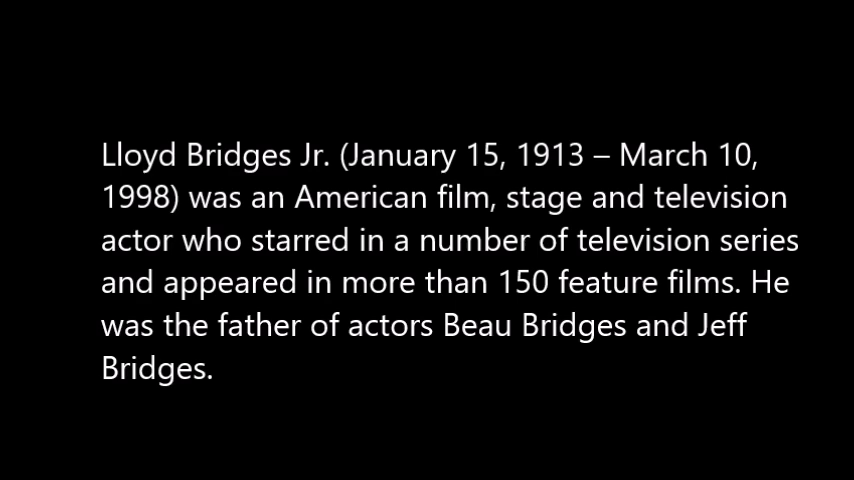 Lloyd Bridges Jr. (January 15, 1913 – March 10,
1998) was an American film, stage and television
actor who starred in a number of television series
and appeared in more than 150 feature films. He
was the father of actors Beau Bridges and Jeff
Bridges.